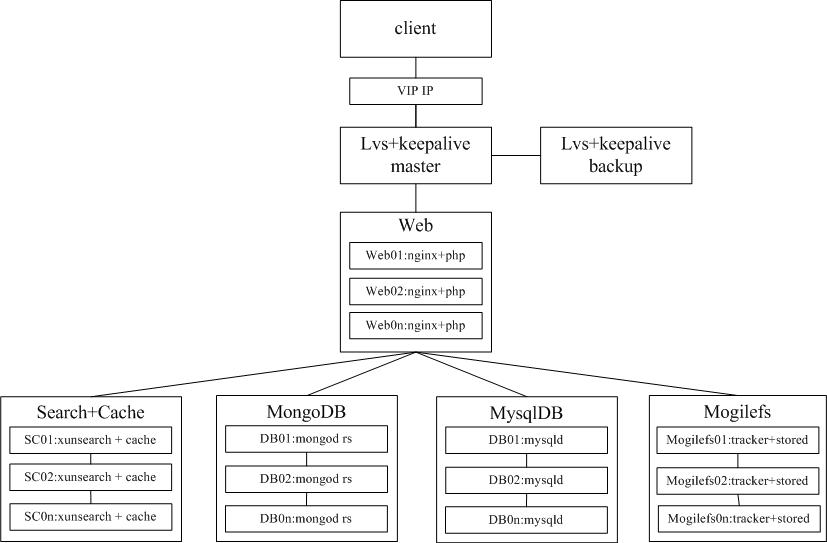 client
VIP IP
Lvs+keepalive
master
Lvs+keepalive
backup
Web
Web01:nginx+php
Web02:nginx+php
Web0n:nginx+php
Search+Cache
SC01:xunsearch + cache
SC02:xunsearch + cache
SC0n:xunsearch + cache
MongoDB
DB01:mongod rs
DB02:mongod rs
DB0n:mongod rs
MysqlDB
DB01:mysqld
DB02:mysqld
DB0n:mysqld
Mogilefs
Mogilefs01:tracker+stored
Mogilefs02:tracker+stored
Mogilefs0n:tracker+stored